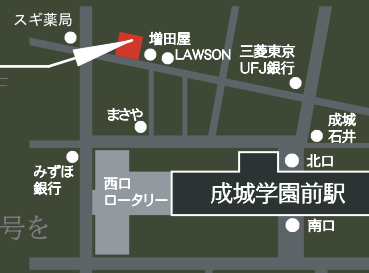 スギ薬局
増田屋
LAWSON
三菱東京
UFJ銀行
まさや
成城
石井
みずほ
銀行
西口
ロータリー
北口
成城学園前駅
南口
号を